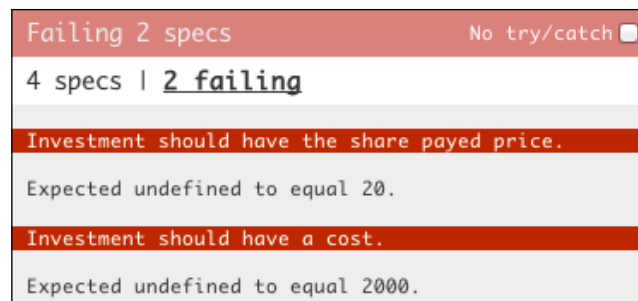 Failing 2 specs
No try/catch
4 specs | 2 failing
Investment should have the share payed price.
Expected undefined to equal 20.
Investment should have a cost.
Expected undefined to equal 2000.